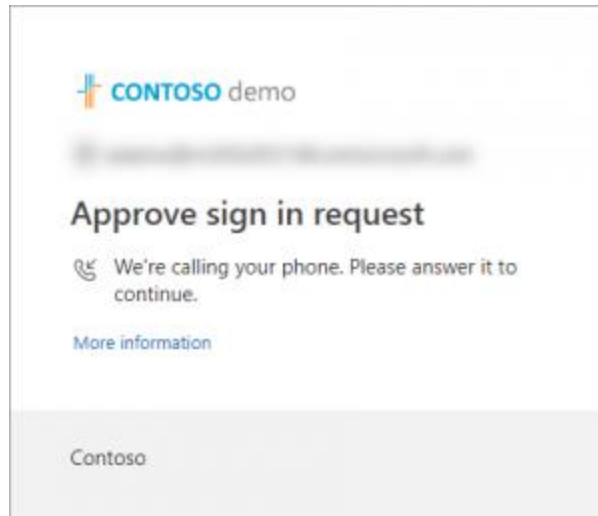 CONTOSO demo
Approve sign in request
We're calling your phone. Please answer it to
continue.
More information
Contoso